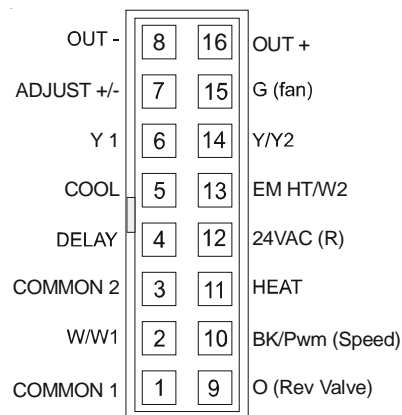 OUT - 8 16 OUT +
ADJUST +/- 7 15 G (fan)
Y 1 6 14 Y/Y2
COOL 5 13 EM HT/W2
DELAY 4 12 24VAC (R)
COMMON 2 3 11 HEAT
W/W1 2 10 BK/Pwm (Speed)
COMMON 1 1 9 O (Rev Valve)